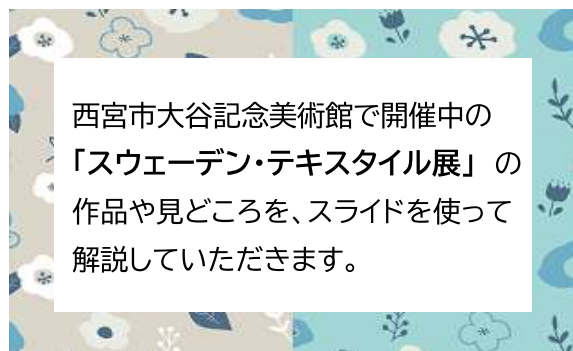 西宮市大谷記念美術館で開催中の
「スウェーデン・テキスタイル展」の
作品や見どころを、スライドを使って
解説していただきます。